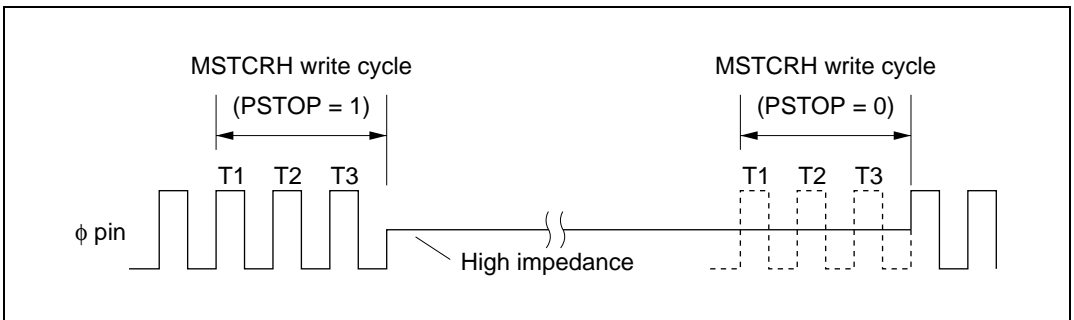 MSTCRH write cycle
(PSTOP = 1)
MSTCRH write cycle
(PSTOP = 0)
T1 T2 T3
T1 T2 T3
φ pin
High impedance